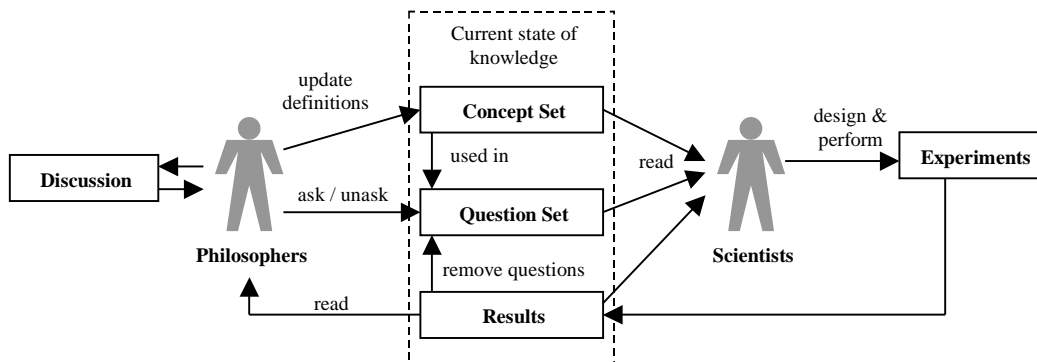 Current state of
knowledge
update
definitions
Concept Set
design &
perform
used in
read
Discussion
Experiments
ask / unask
Question Set
Philosophers
Scientists
remove questions
read
Results